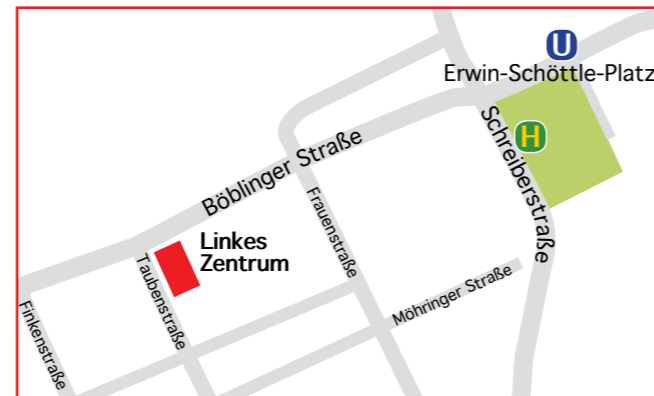 U
Erwin-Schöttle-Platz
H
Schreiberstraße
Böblinger Straße
Linkes
Zentrum
Frauenstraße
Taubenstraße
Möhringer Straße
Finkenstraße